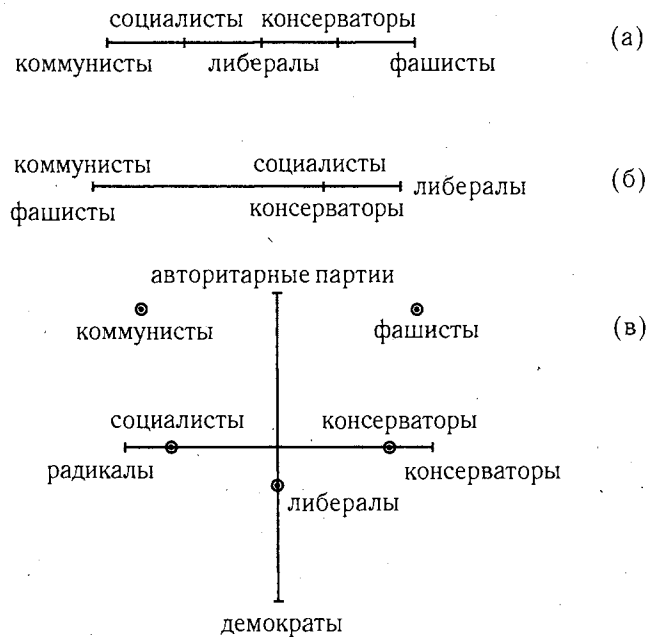 социалисты консерваторы
(а)
коммунисты либералы фашисты
коммунисты социалисты
либералы (б)
фашисты консерваторы
авторитарные партии
коммунисты фашисты (в)
социалисты консерваторы
радикалы консерваторы
либералы
демократы